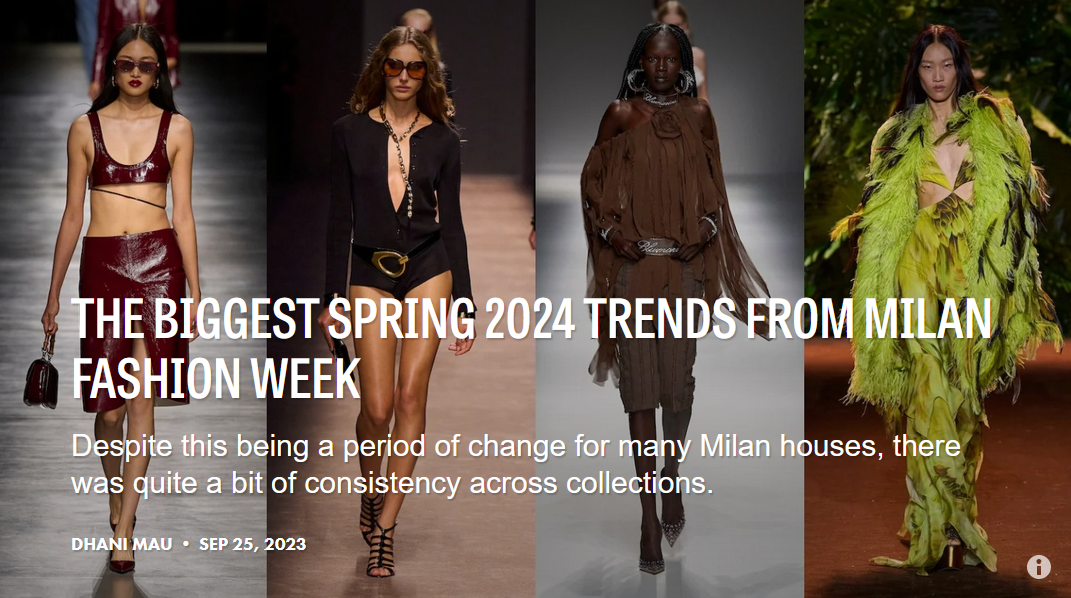 Blumarine
THE BIGGEST SPRING 2024 TRENDS FROM MILAN
FASHION WEEK
Despite this being a period of change for many Milan houses, there
was quite a bit of consistency across collections.
DHANI MAU • SEP 25, 2023